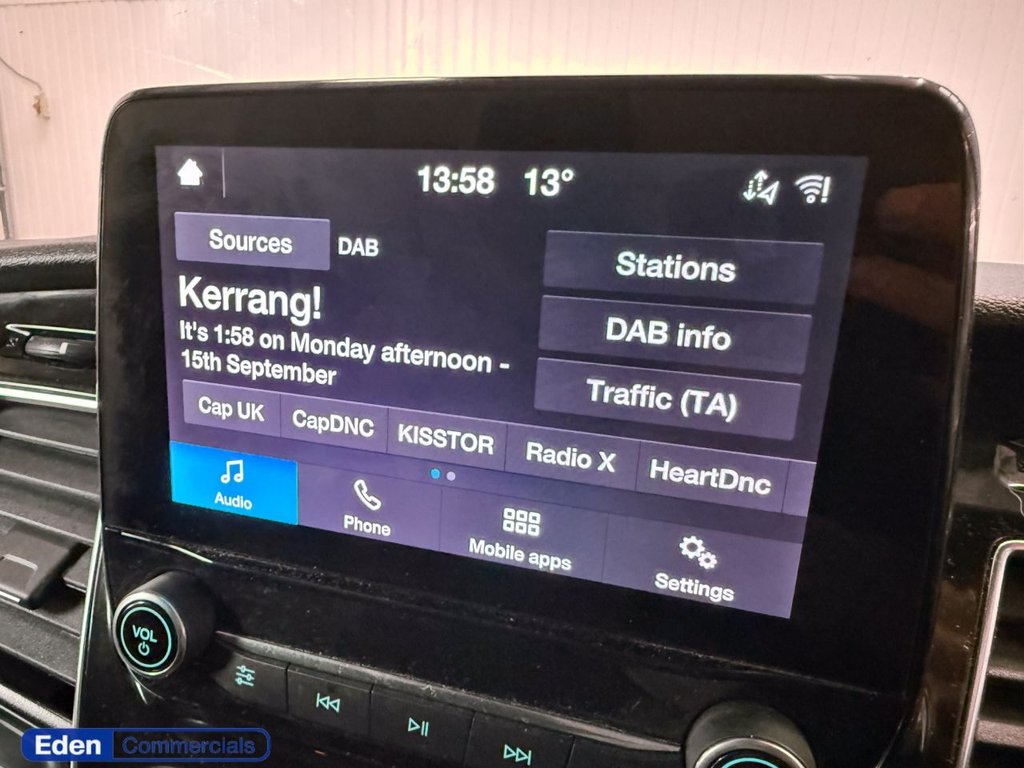 13:58 13°
Sources DAB
Stations
Kerrang!
It's 1:58 on Monday afternoon -
15th September
DAB info
Traffic (TA)
Cap UK CapDNC KISSTOR Radio X HeartDnc
Audio Phone Mobile apps Settings
VOL
Eden Commercials